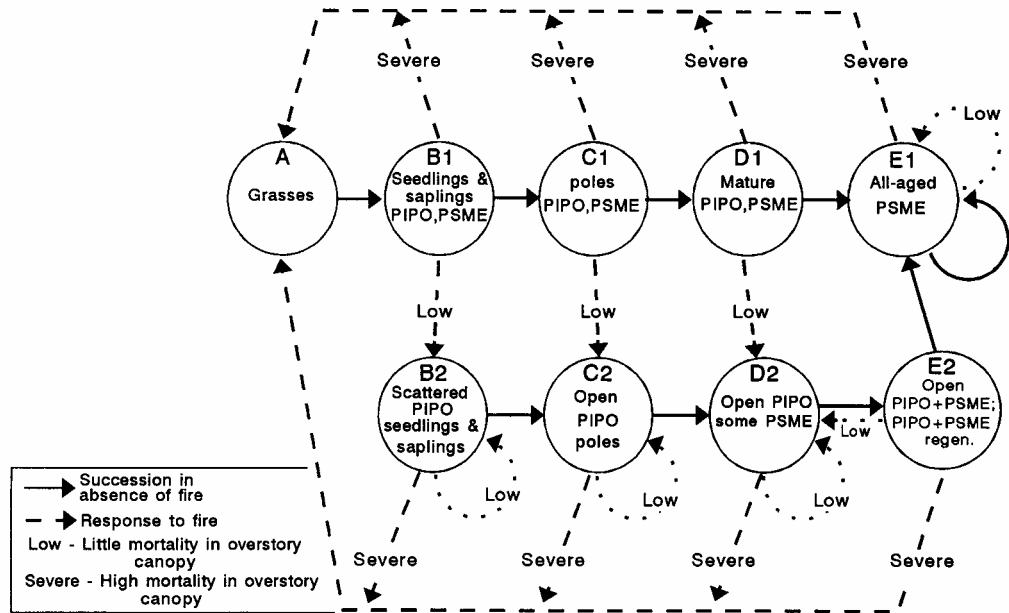 Severe
Severe
Severe
Severe
Low
A
Grasses
B1
Seedlings &
saplings
PIPO,PSME
C1
poles
PIPO,PSME
D1
Mature
PIPO,PSME
E1
All-aged
PSME
Low
Low
Low
B2
Scattered
PIPO
seedlings &
saplings
C2
Open
PIPO
poles
D2
Open PIPO
some PSME
E2
Open
PIPO+PSME;
PIPO+PSME
regen.
Low
Low
Low
Low
Severe
Severe
Severe
Severe
Succession in
absence of fire
Response to fire
Low - Little mortality in overstory
canopy
Severe - High mortality in overstory
canopy